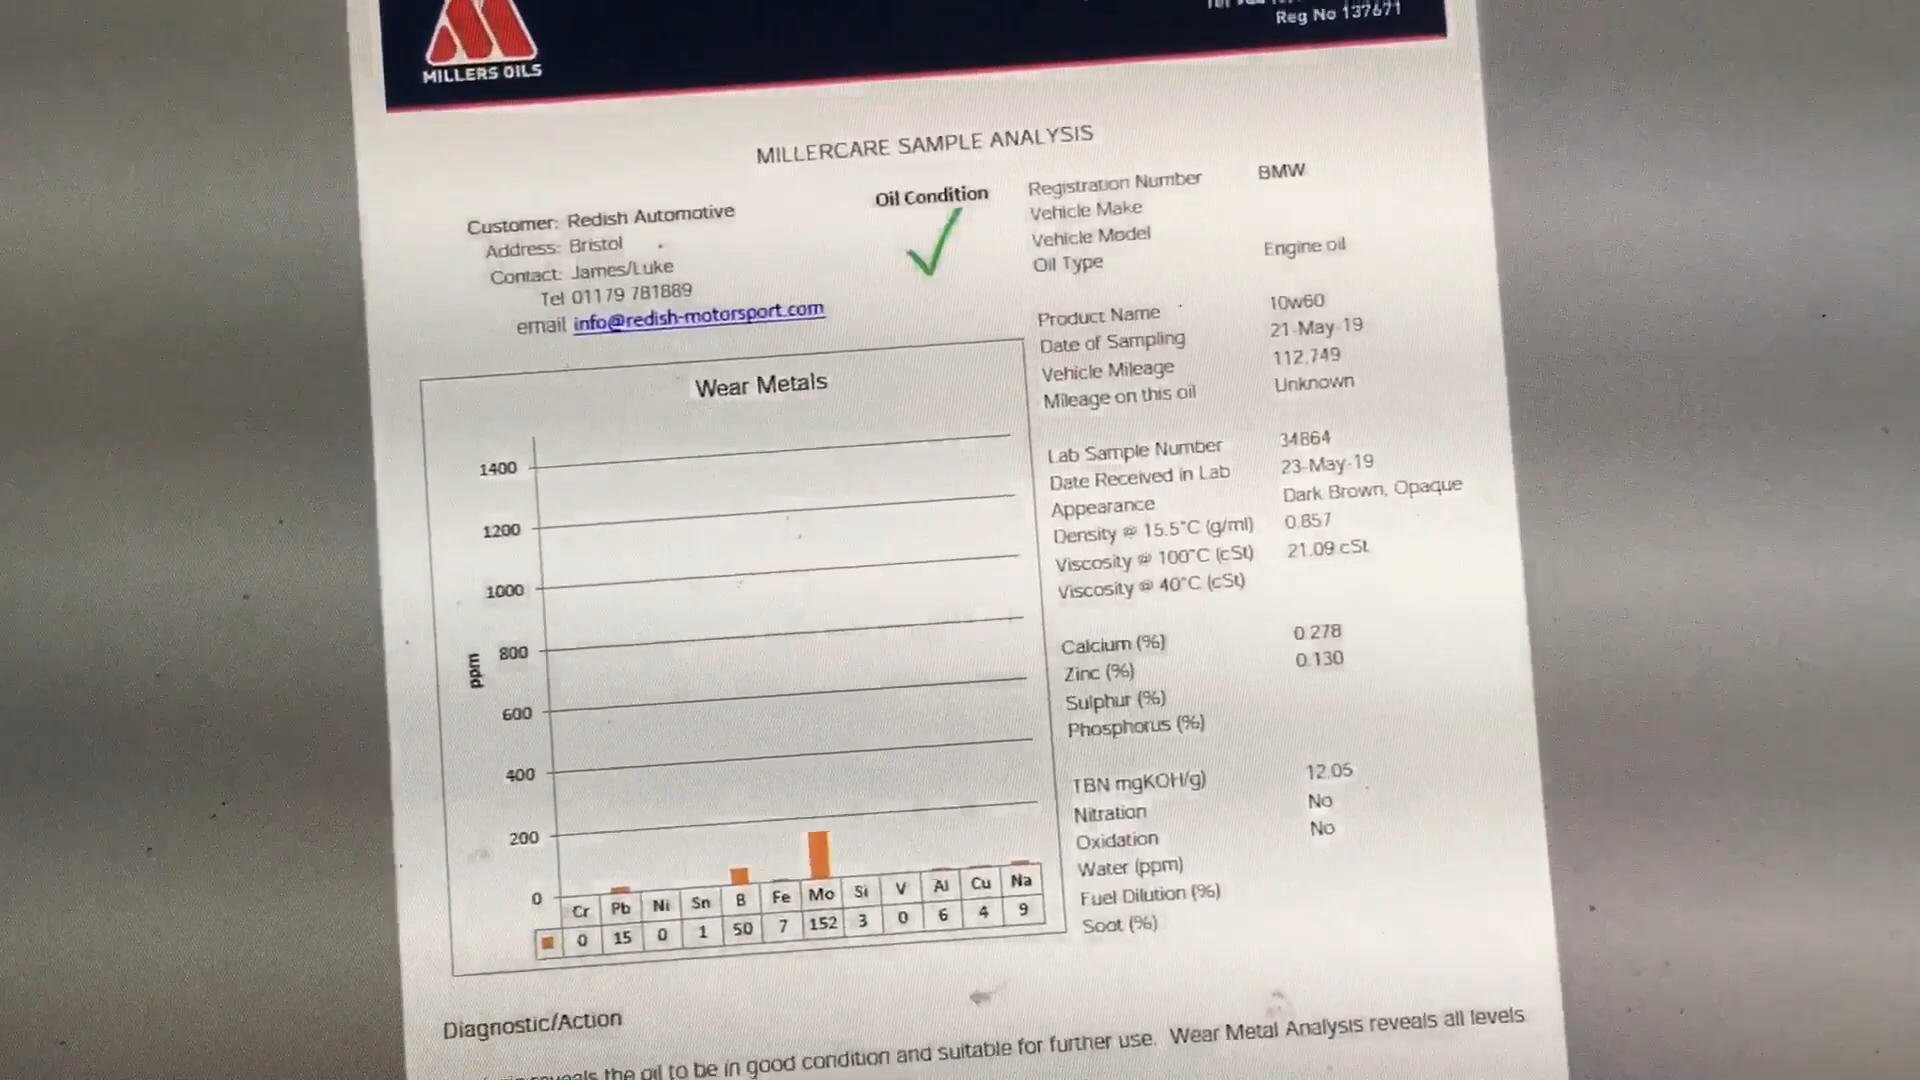 Reg No 137671
MILLERS OILS
MILLERCARE SAMPLE ANALYSIS
Customer: Redish Automotive
Address: Bristol
Contact: James/Luke
Tel 01179 781889
email info@redish-motorsport.com
Oil Condition
Registration Number BMW
Vehicle Make
Vehicle Model
Oil Type Engine oil
Product Name 10w60
Date of Sampling 21-May-19
Vehicle Mileage 112,749
Mileage on this oil Unknown
Lab Sample Number 34864
Date Received in Lab 23-May-19
Appearance Dark Brown, Opaque
Density @ 15.5°C (g/ml) 0.857
Viscosity @ 100°C (cSt) 21.09 cSt
Viscosity @ 40°C (cSt)
Calcium (%) 0.278
Zinc (%) 0.130
Sulphur (%)
Phosphorus (%)
TBN mgKOH/g) 12.05
Nitration No
Oxidation No
Water (ppm)
Fuel Dilution (%)
Soot (%)
Wear Metals
ppm
1400
1200
1000
800
600
400
200
0
Cr Pb Ni Sn B Fe Mo Si V Al Cu Na
0 15 0 1 50 7 152 3 0 6 4 9
Diagnostic/Action
reveals the oil to be in good condition and suitable for further use. Wear Metal Analysis reveals all levels